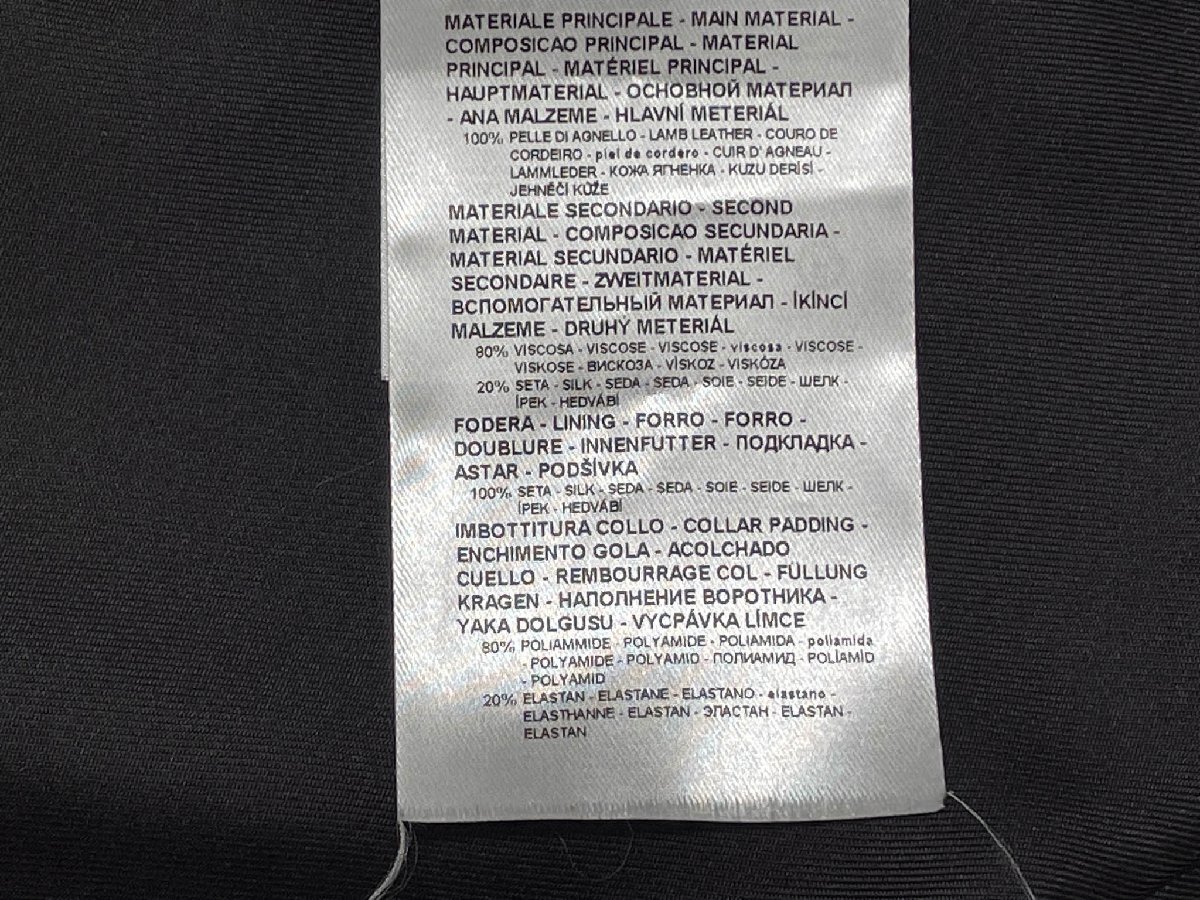 MATERIALE PRINCIPALE - MAIN MATERIAL -
COMPOSICAO PRINCIPAL - MATERIAL
PRINCIPAL - MATÉRIEL PRINCIPAL -
HAUPTMATERIAL - ОСНОВНОЙ МАТЕРИАЛ
- ANA MALZEME - HLAVNÍ METERIÁL
100% PELLE DI AGNELLO - LAMB LEATHER - COURO DE
CORDEIRO - piel de cordero - CUIR D' AGNEAU -
LAMMLEDER - КОЖА ЯГНЕНКА - KUZU DERİSİ -
JEHNĚČÍ KŮŽE
MATERIALE SECONDARIO - SECOND
MATERIAL - COMPOSICAO SECUNDARIA -
MATERIAL SECUNDARIO - MATÉRIEL
SECONDAIRE - ZWEITMATERIAL -
ВСПОМОГАТЕЛЬНЫЙ МАТЕРИАЛ - İKİNCİ
MALZEME - DRUHÝ METERIÁL
80% VISCOSA - VISCOSE - VISCOSE - viscosa - VISCOSE -
VISKOSE - ВИСКОЗА - VİSKOZ - VISKÓZA
20% SETA - SILK - SEDA - SEDA - SOIE - SEIDE - ШЕЛК -
İPEK - HEDVÁBÍ
FODERA - LINING - FORRO - FORRO -
DOUBLURE - INNENFUTTER - ПОДКЛАДКА -
ASTAR - PODŠÍVKA
100% SETA - SILK - SEDA - SEDA - SOIE - SEIDE - ШЕЛК -
İPEK - HEDVÁBÍ
IMBOTTITURA COLLO - COLLAR PADDING -
ENCHIMENTO GOLA - ACOLCHADO
CUELLO - REMBOURRAGE COL - FÜLLUNG
KRAGEN - НАПОЛНЕНИЕ ВОРОТНИКА -
YAKA DOLGUSU - VYCPÁVKA LÍMCE
80% POLIAMMIDE - POLYAMIDE - POLIAMIDA - poliamida
- POLYAMIDE - POLYAMID - ПОЛИАМИД - POLİAMİD
- POLYAMID
20% ELASTAN - ELASTANE - ELASTANO - elastano -
ELASTHANNE - ELASTAN - ЭЛАСТАН - ELASTAN -
ELASTAN